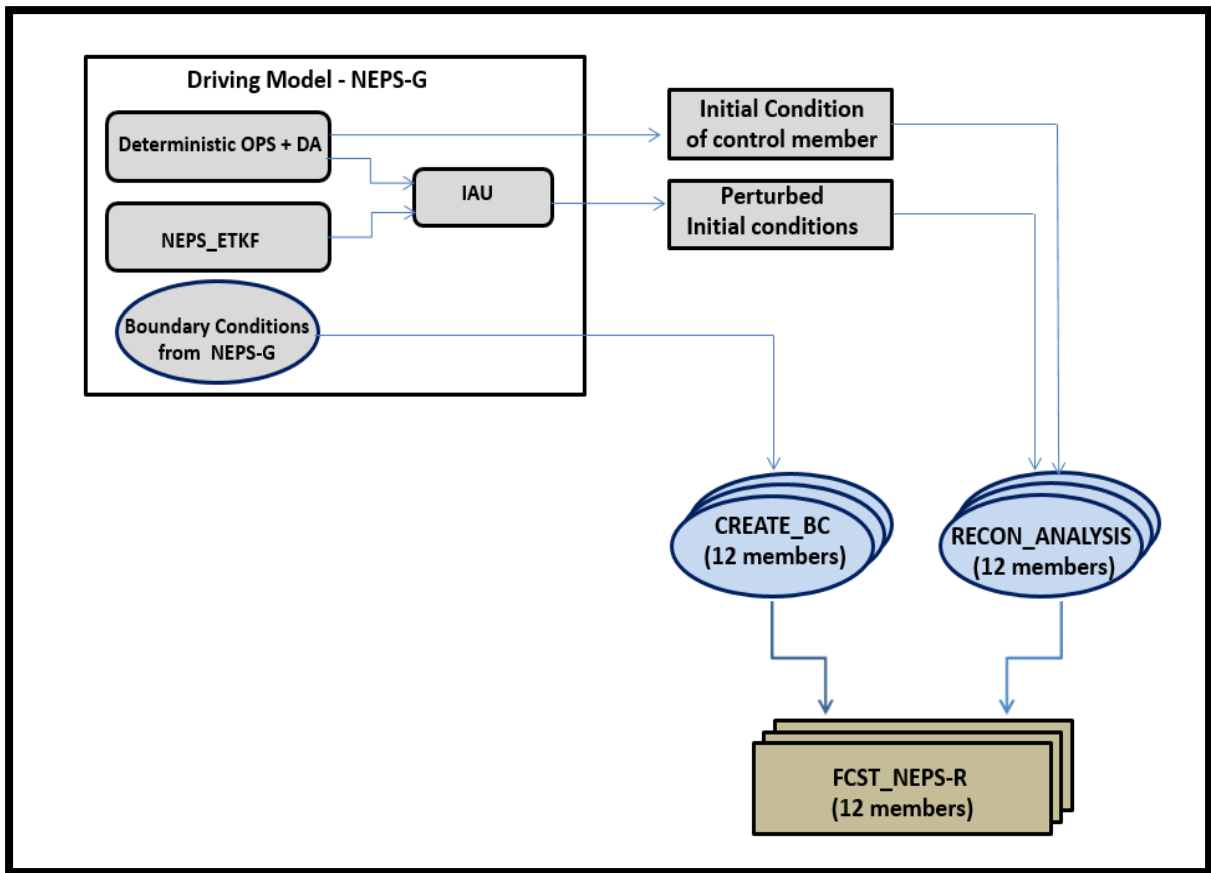 Driving Model - NEPS-G
Deterministic OPS + DA
NEPS_ETKF
IAU
Boundary Conditions
from NEPS-G
Initial Condition
of control member
Perturbed
Initial conditions
CREATE_BC
(12 members)
RECON_ANALYSIS
(12 members)
FCST_NEPS-R
(12 members)